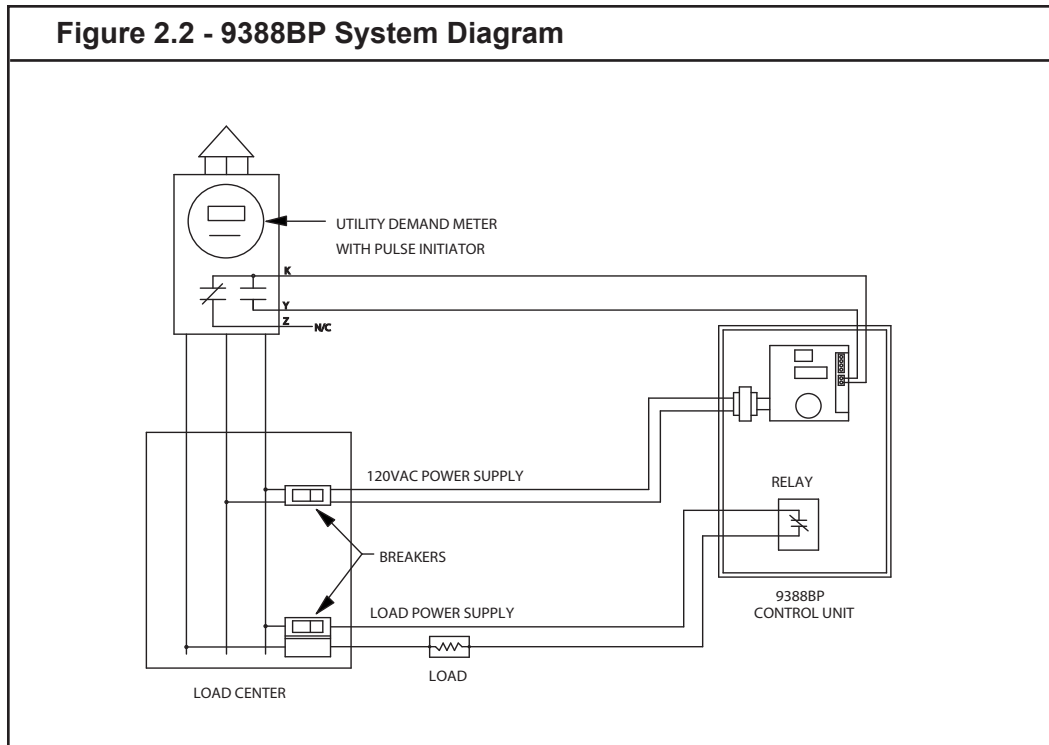 Figure 2.2 - 9388BP System Diagram
UTILITY DEMAND METER
WITH PULSE INITIATOR
K
Y
Z
N/C
120VAC POWER SUPPLY
RELAY
BREAKERS
LOAD POWER SUPPLY
9388BP
CONTROL UNIT
LOAD
LOAD CENTER